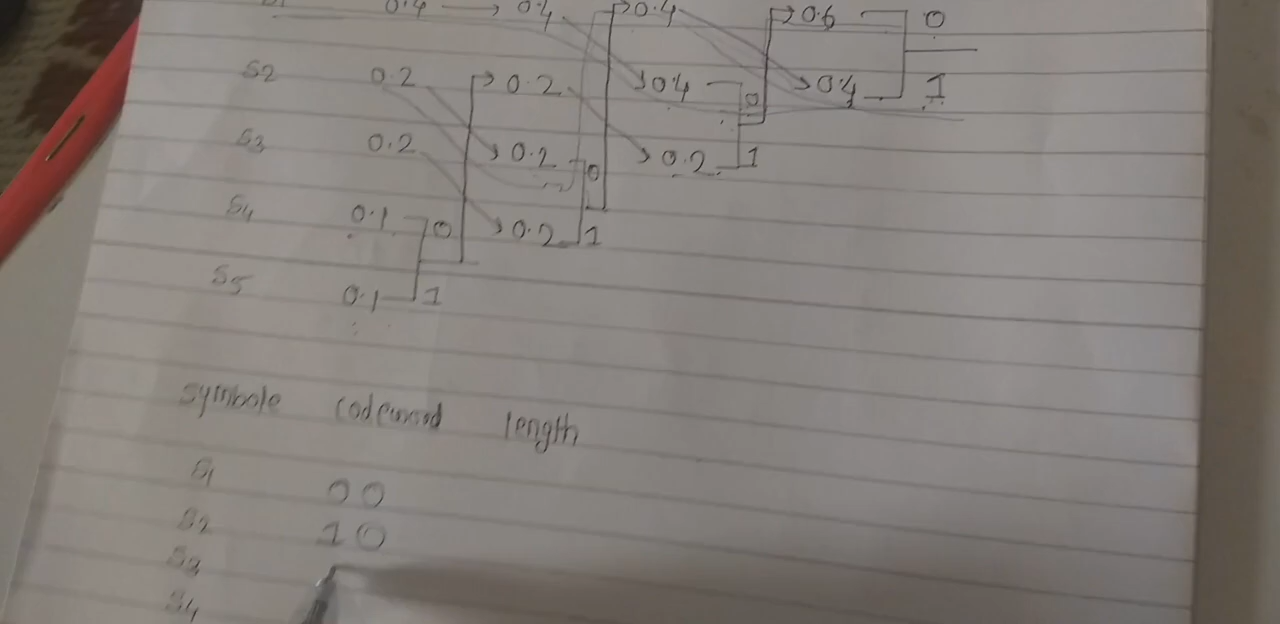 0.4 0.4 0.4 0.6 0
S2 0.2 0.2 0.4 0 0.4 1
S3 0.2 0.2 0 0.2 1
S4 0.1 0 0.2 1
S5 0.1 1
symbole codeword length
S1 00
S2 10
S3
S4